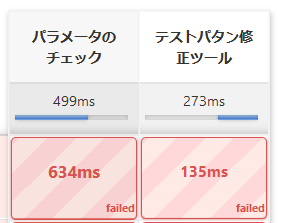 パラメータの
チェック
テストパタン修
正ツール
499ms
273ms
634ms
135ms
failed
failed